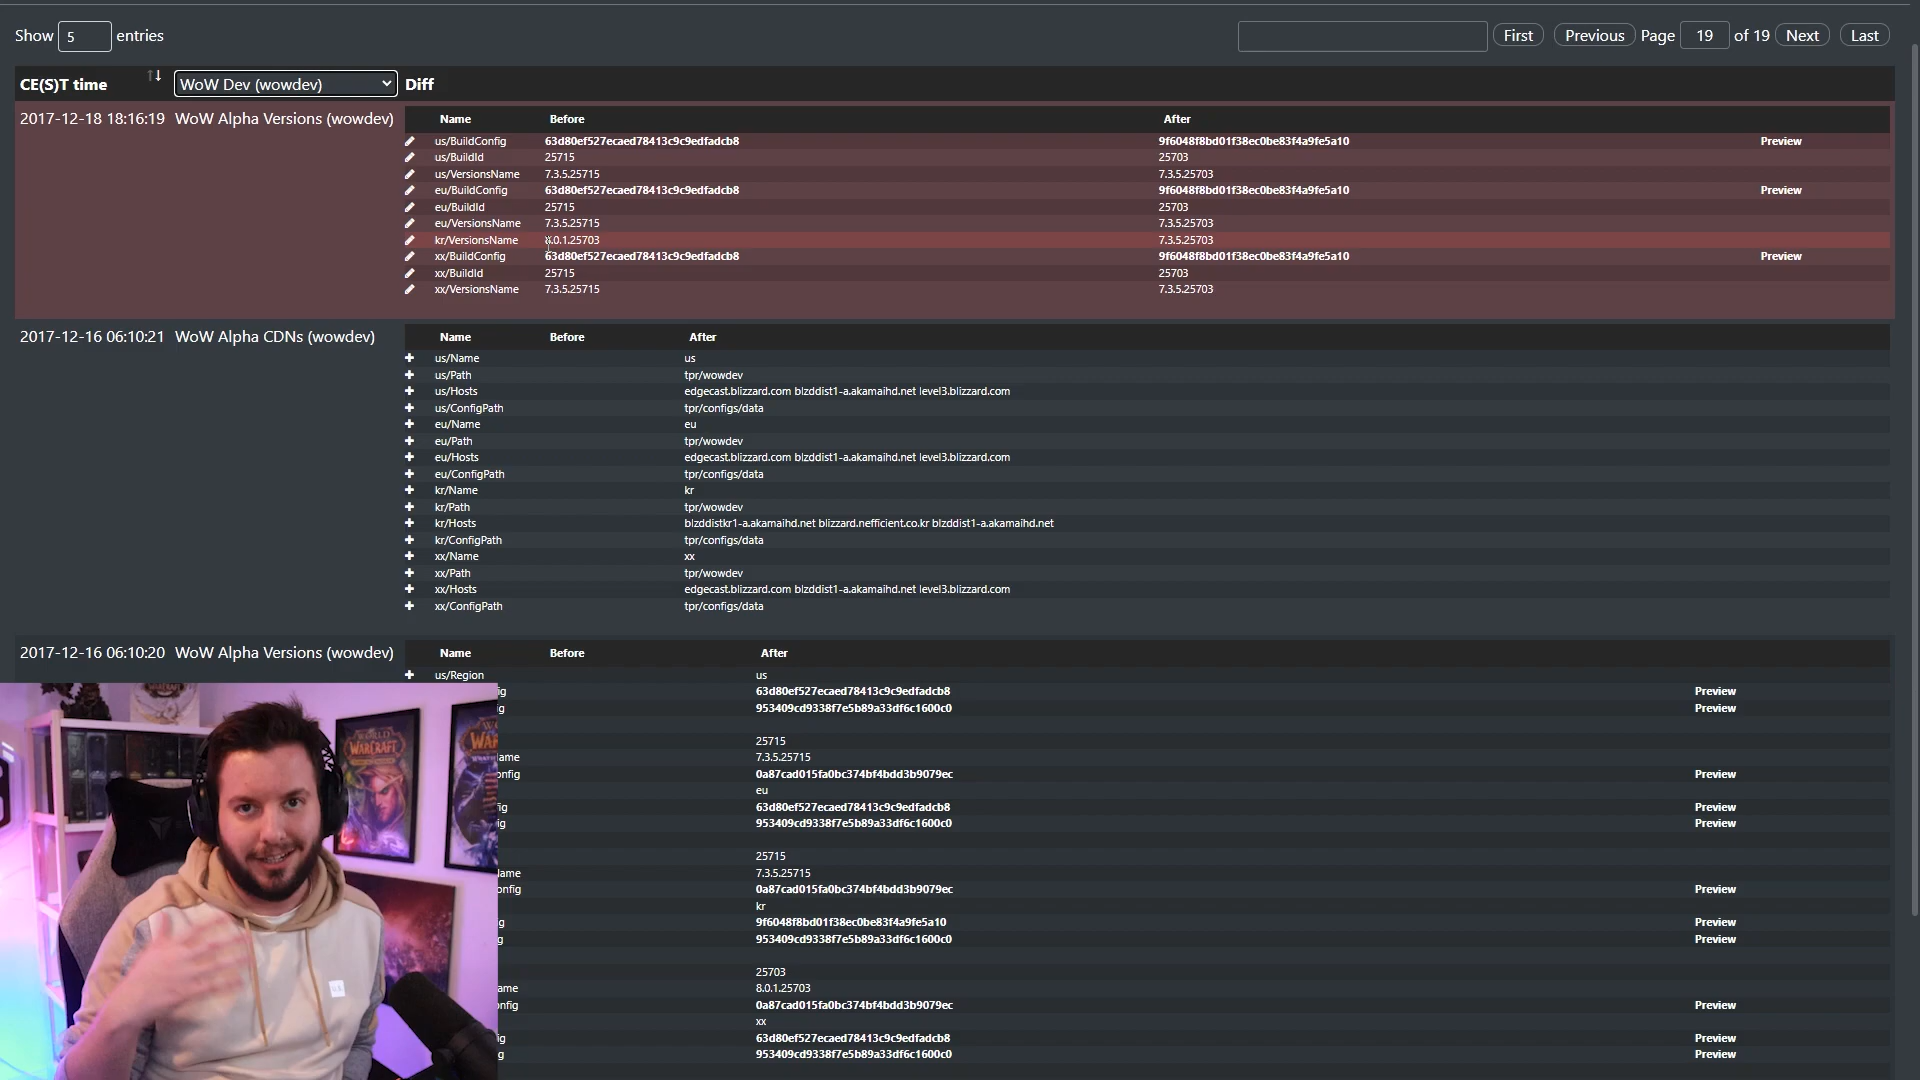 Show 5 entries First Previous Page 19 of 19 Next Last
CE(S)T time WoW Dev (wowdev) Diff
2017-12-18 18:16:19 WoW Alpha Versions (wowdev) Name Before After
us/BuildConfig 63d80ef527ecaed78413c9c9edfadcb8 9f6048f8bd01f38ec0be83f4a9fe5a10 Preview
us/BuildId 25715 25703
us/VersionsName 7.3.5.25715 7.3.5.25703
eu/BuildConfig 63d80ef527ecaed78413c9c9edfadcb8 9f6048f8bd01f38ec0be83f4a9fe5a10 Preview
eu/BuildId 25715 25703
eu/VersionsName 7.3.5.25715 7.3.5.25703
kr/VersionsName 8.0.1.25703 7.3.5.25703
xx/BuildConfig 63d80ef527ecaed78413c9c9edfadcb8 9f6048f8bd01f38ec0be83f4a9fe5a10 Preview
xx/BuildId 25715 25703
xx/VersionsName 7.3.5.25715 7.3.5.25703
2017-12-16 06:10:21 WoW Alpha CDNs (wowdev) Name Before After
us/Name us
us/Path tpr/wowdev
us/Hosts edgecast.blizzard.com blzddist1-a.akamaihd.net level3.blizzard.com
us/ConfigPath tpr/configs/data
eu/Name eu
eu/Path tpr/wowdev
eu/Hosts edgecast.blizzard.com blzddist1-a.akamaihd.net level3.blizzard.com
eu/ConfigPath tpr/configs/data
kr/Name kr
kr/Path tpr/wowdev
kr/Hosts blzddistkr1-a.akamaihd.net blizzard.nefficient.co.kr blzddist1-a.akamaihd.net
kr/ConfigPath tpr/configs/data
xx/Name xx
xx/Path tpr/wowdev
xx/Hosts edgecast.blizzard.com blzddist1-a.akamaihd.net level3.blizzard.com
xx/ConfigPath tpr/configs/data
2017-12-16 06:10:20 WoW Alpha Versions (wowdev) Name Before After
us/Region us
ig 63d80ef527ecaed78413c9c9edfadcb8 Preview
g 953409cd9338f7e5b89a33df6c1600c0 Preview
25715
ame 7.3.5.25715
onfig 0a87cad015fa0bc374bf4bdd3b9079ec Preview
eu
ig 63d80ef527ecaed78413c9c9edfadcb8 Preview
g 953409cd9338f7e5b89a33df6c1600c0 Preview
25715
ame 7.3.5.25715
onfig 0a87cad015fa0bc374bf4bdd3b9079ec Preview
kr
g 9f6048f8bd01f38ec0be83f4a9fe5a10 Preview
g 953409cd9338f7e5b89a33df6c1600c0 Preview
25703
ame 8.0.1.25703
onfig 0a87cad015fa0bc374bf4bdd3b9079ec Preview
xx
ig 63d80ef527ecaed78413c9c9edfadcb8 Preview
g 953409cd9338f7e5b89a33df6c1600c0 Preview
WORLD
WARCRAFT